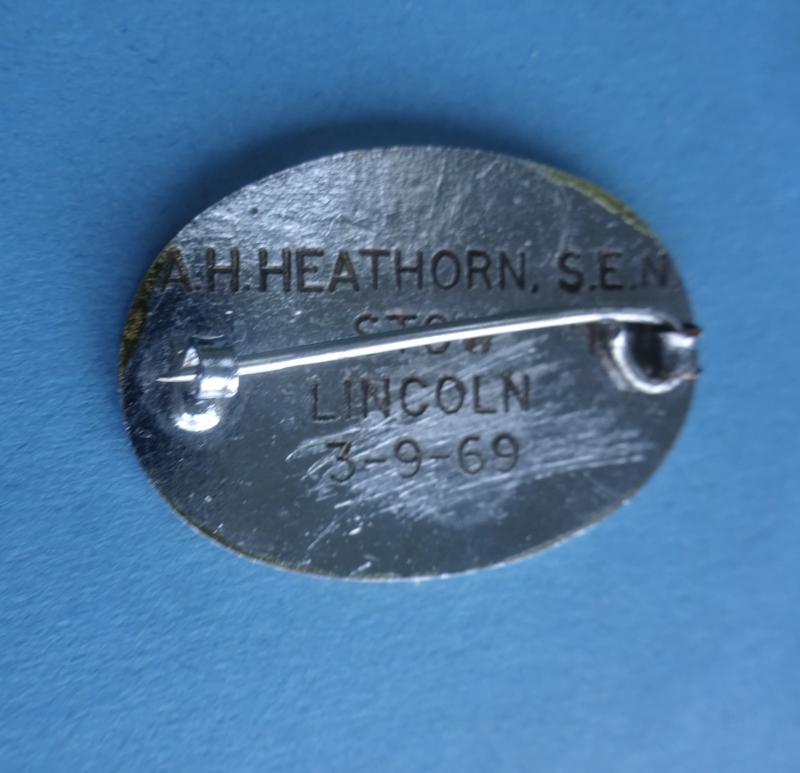 A.H.HEATHORN, S.E.N.
STOW
LINCOLN
3-9-69